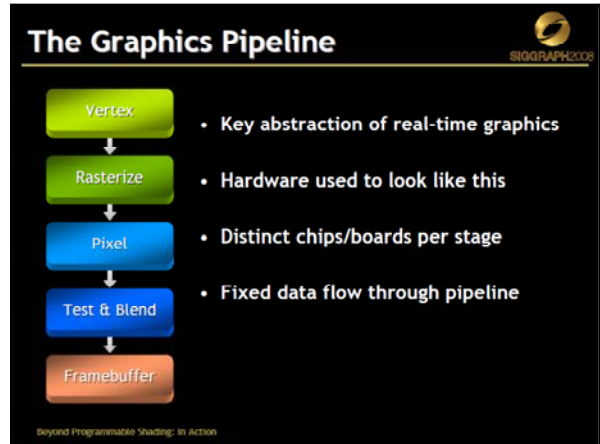 The Graphics Pipeline
SIGGRAPH2008
Vertex
Rasterize
Pixel
Test & Blend
Framebuffer
• Key abstraction of real-time graphics
• Hardware used to look like this
• Distinct chips/boards per stage
• Fixed data flow through pipeline
Beyond Programmable Shading: In Action